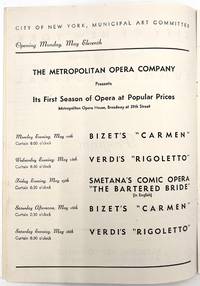 CITY OF NEW YORK, MUNICIPAL ART COMMITTEE
Opening Monday, May Eleventh
THE METROPOLITAN OPERA COMPANY
Presents
Its First Season of Opera at Popular Prices
Metropolitan Opera House, Broadway at 39th Street
Monday Evening, May 11th
Curtain 8:00 o'clock
BIZET'S "CARMEN"
Wednesday Evening, May 13th
Curtain 8:30 o'clock
VERDI'S "RIGOLETTO"
Friday Evening, May 15th
Curtain 8:30 o'clock
SMETANA'S COMIC OPERA
"THE BARTERED BRIDE"
(in English)
Saturday Afternoon, May 16th
Curtain 2:30 o'clock
BIZET'S "CARMEN"
Saturday Evening, May 16th
Curtain 8:30 o'clock
VERDI'S "RIGOLETTO"